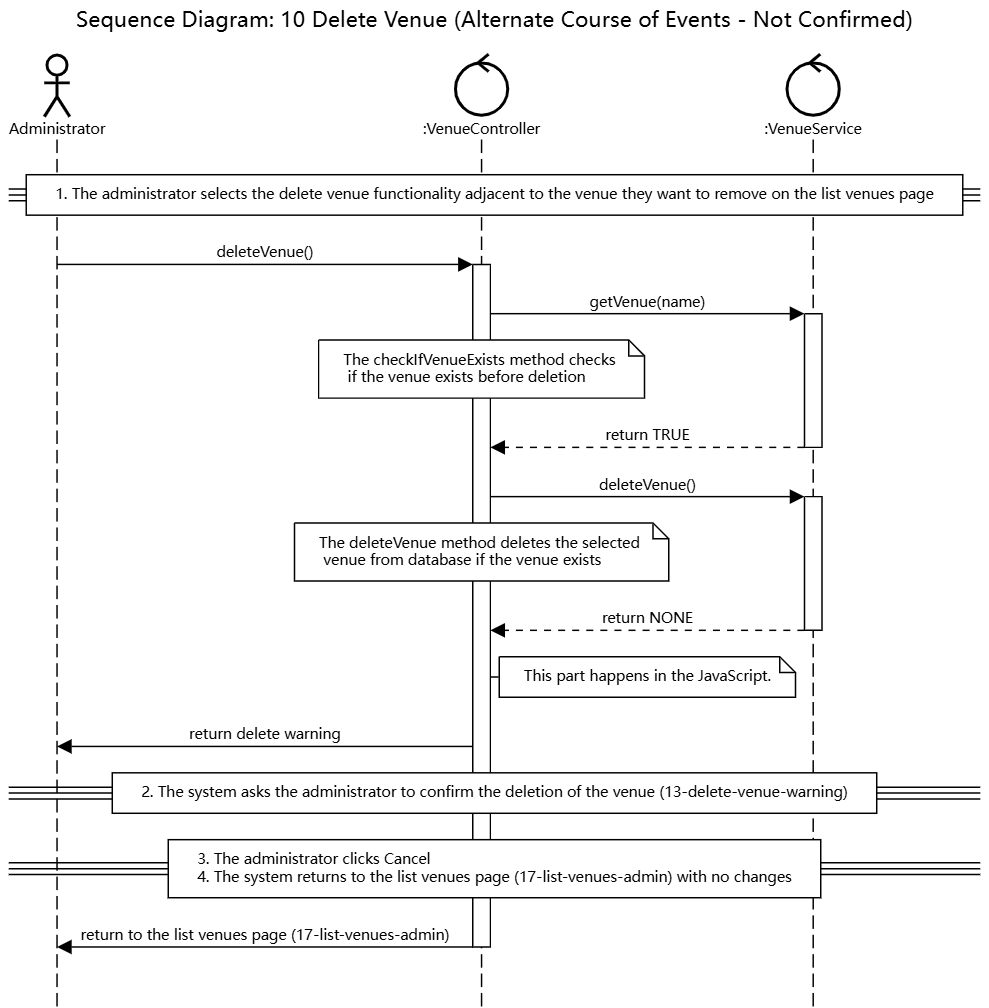 Sequence Diagram: 10 Delete Venue (Alternate Course of Events - Not Confirmed)
Administrator
:VenueController
:VenueService
1. The administrator selects the delete venue functionality adjacent to the venue they want to remove on the list venues page
deleteVenue()
getVenue(name)
The checkIfVenueExists method checks
if the venue exists before deletion
return TRUE
deleteVenue()
The deleteVenue method deletes the selected
venue from database if the venue exists
return NONE
This part happens in the JavaScript.
return delete warning
2. The system asks the administrator to confirm the deletion of the venue (13-delete-venue-warning)
3. The administrator clicks Cancel
4. The system returns to the list venues page (17-list-venues-admin) with no changes
return to the list venues page (17-list-venues-admin)